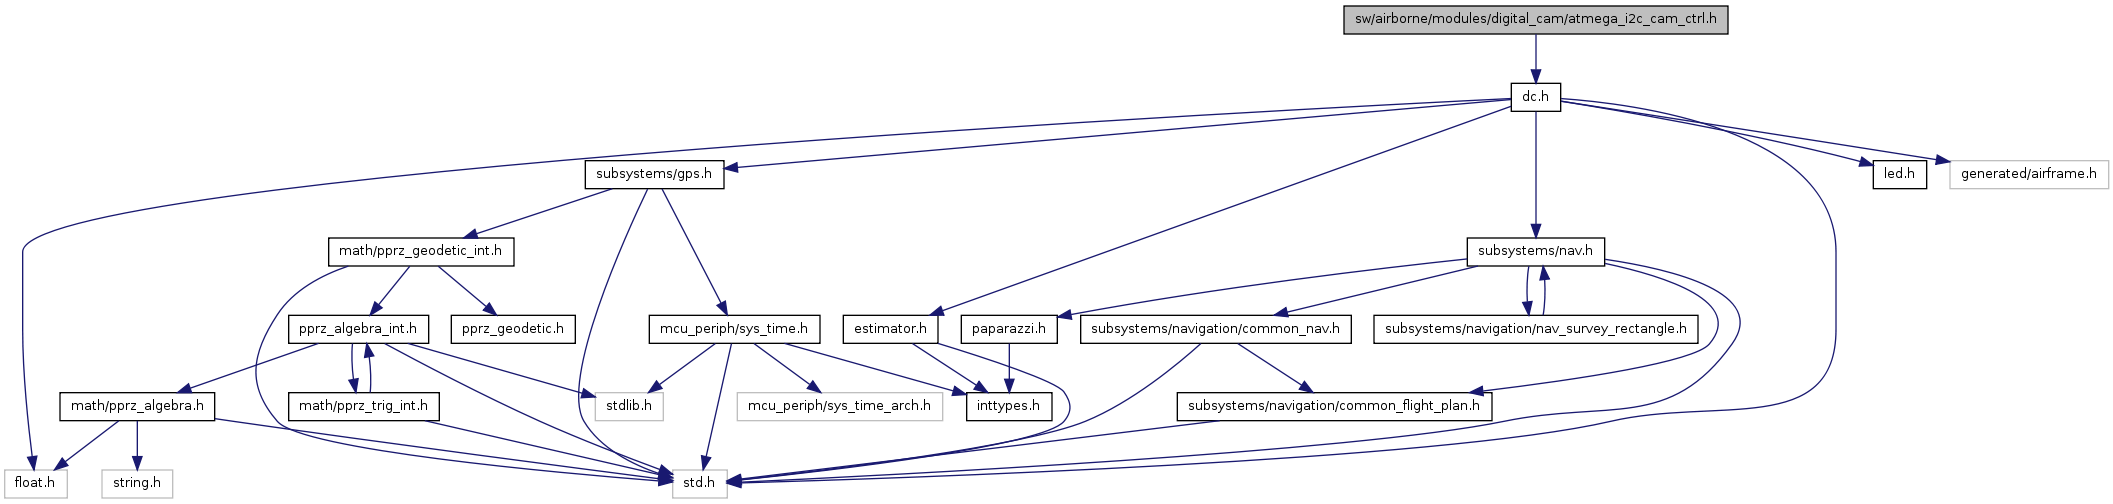 sw/airborne/modules/digital_cam/atmega_i2c_cam_ctrl.h
dc.h
subsystems/gps.h
led.h
generated/airframe.h
math/pprz_geodetic_int.h
subsystems/nav.h
pprz_algebra_int.h
pprz_geodetic.h
mcu_periph/sys_time.h
estimator.h
paparazzi.h
subsystems/navigation/common_nav.h
subsystems/navigation/nav_survey_rectangle.h
math/pprz_algebra.h
math/pprz_trig_int.h
stdlib.h
mcu_periph/sys_time_arch.h
inttypes.h
subsystems/navigation/common_flight_plan.h
float.h
string.h
std.h